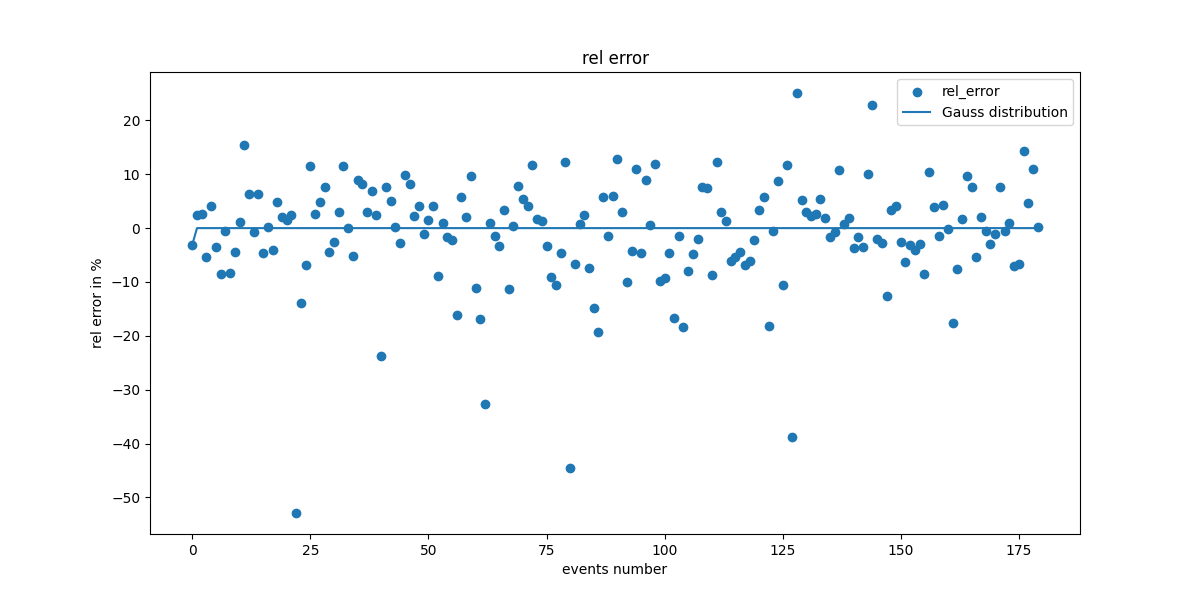 rel error
rel_error
Gauss distribution
20
10
0
−10
−20
−30
−40
−50
rel error in %
0 25 50 75 100 125 150 175
events number